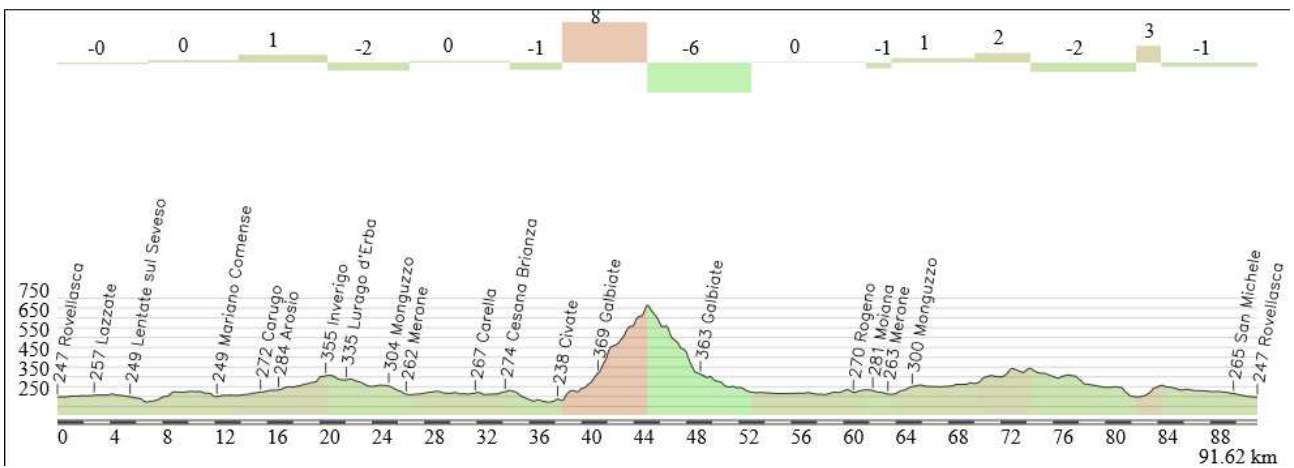 -0 0 1 -2 0 -1 8 -6 0 -1 1 2 -2 3 -1
247 Rovellasca
257 Lazzate
249 Lentate sul Seveso
249 Mariano Comense
272 Carugo
284 Arosio
355 Inverigo
335 Lurago d'Erba
304 Monguzzo
262 Merone
267 Carella
274 Cesana Brianza
238 Civate
369 Galbiate
363 Galbiate
270 Rogeno
281 Moiana
263 Merone
300 Monguzzo
265 San Michele
247 Rovellasca
750
650
550
450
350
250
0 4 8 12 16 20 24 28 32 36 40 44 52 56 60 64 68 72 76 80 84 88
91.62 km